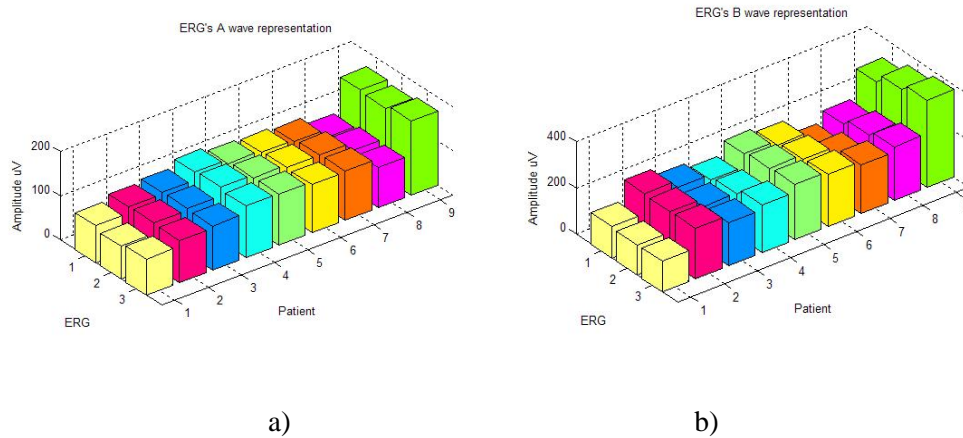 ERG's A wave representation
200
100
0
Amplitude uV
1
2
3
ERG
1
2
3
4
5
6
7
8
9
Patient
a)
ERG's B wave representation
400
200
0
Amplitude uV
1
2
3
ERG
1
2
3
4
5
6
7
8
Patient
b)